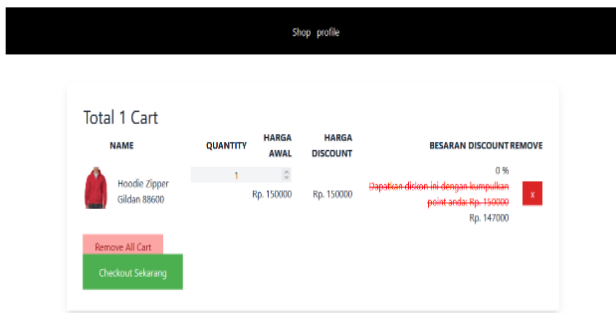 Shop profile
Total 1 Cart
NAME QUANTITY HARGA AWAL HARGA DISCOUNT BESARAN DISCOUNT REMOVE
Hoodie Zipper
Gildan 88600
1
Rp. 150000
Rp. 150000
0 %
Dapatkan diskon ini dengan kumpulkan
point anda: Rp. 150000
Rp. 147000
x
Remove All Cart
Checkout Sekarang